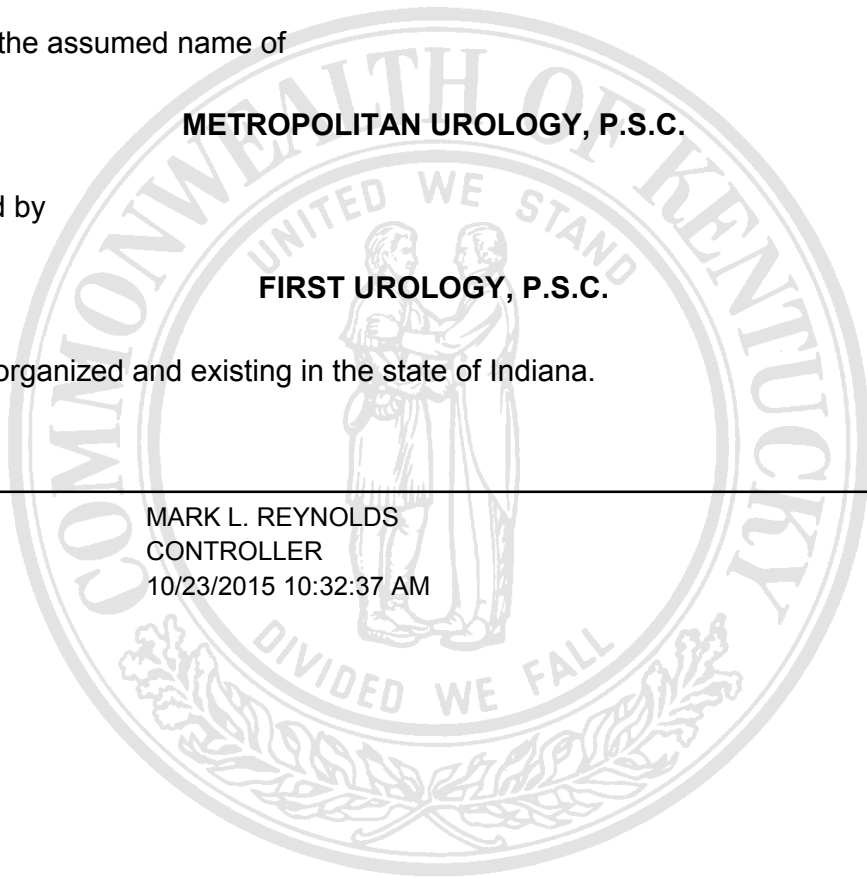 the assumed name of
METROPOLITAN UROLOGY, P.S.C.
d by
FIRST UROLOGY, P.S.C.
organized and existing in the state of Indiana.
MARK L. REYNOLDS
CONTROLLER
10/23/2015 10:32:37 AM
COMMONWEALTH OF KENTUCKY
UNITED WE STAND
DIVIDED WE FALL